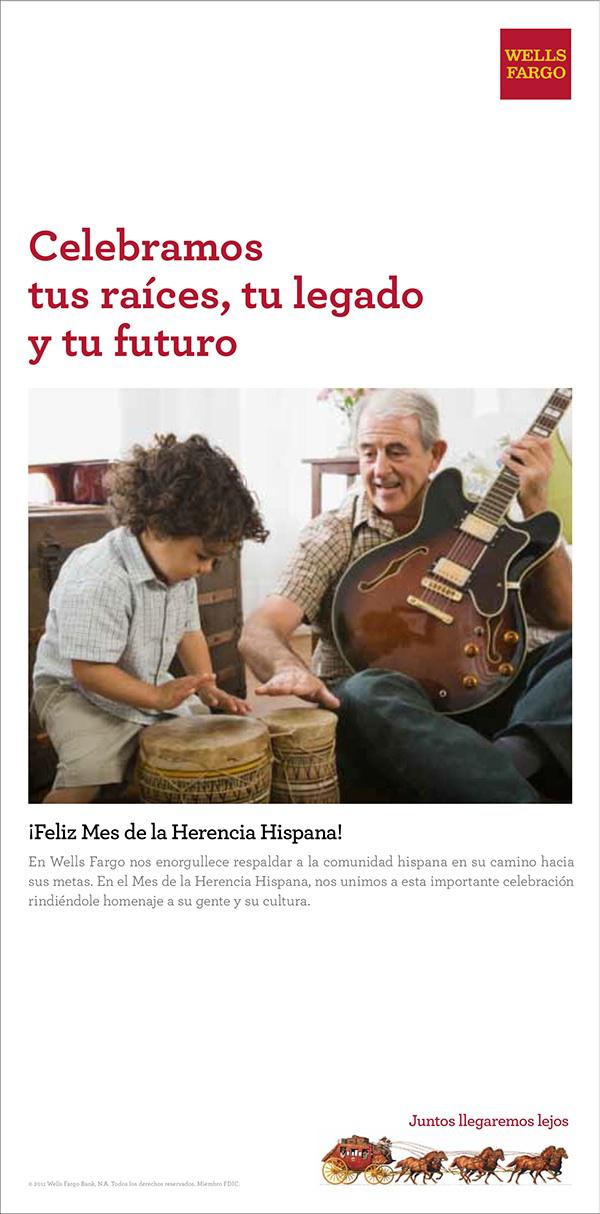 WELLS
FARGO
Celebramos
tus raíces, tu legado
y tu futuro
¡Feliz Mes de la Herencia Hispana!
En Wells Fargo nos enorgullece respaldar a la comunidad hispana en su camino hacia
sus metas. En el Mes de la Herencia Hispana, nos unimos a esta importante celebración
rindiéndole homenaje a su gente y su cultura.
Juntos llegaremos lejos
© 2011 Wells Fargo Bank, N.A. Todos los derechos reservados. Miembro FDIC.